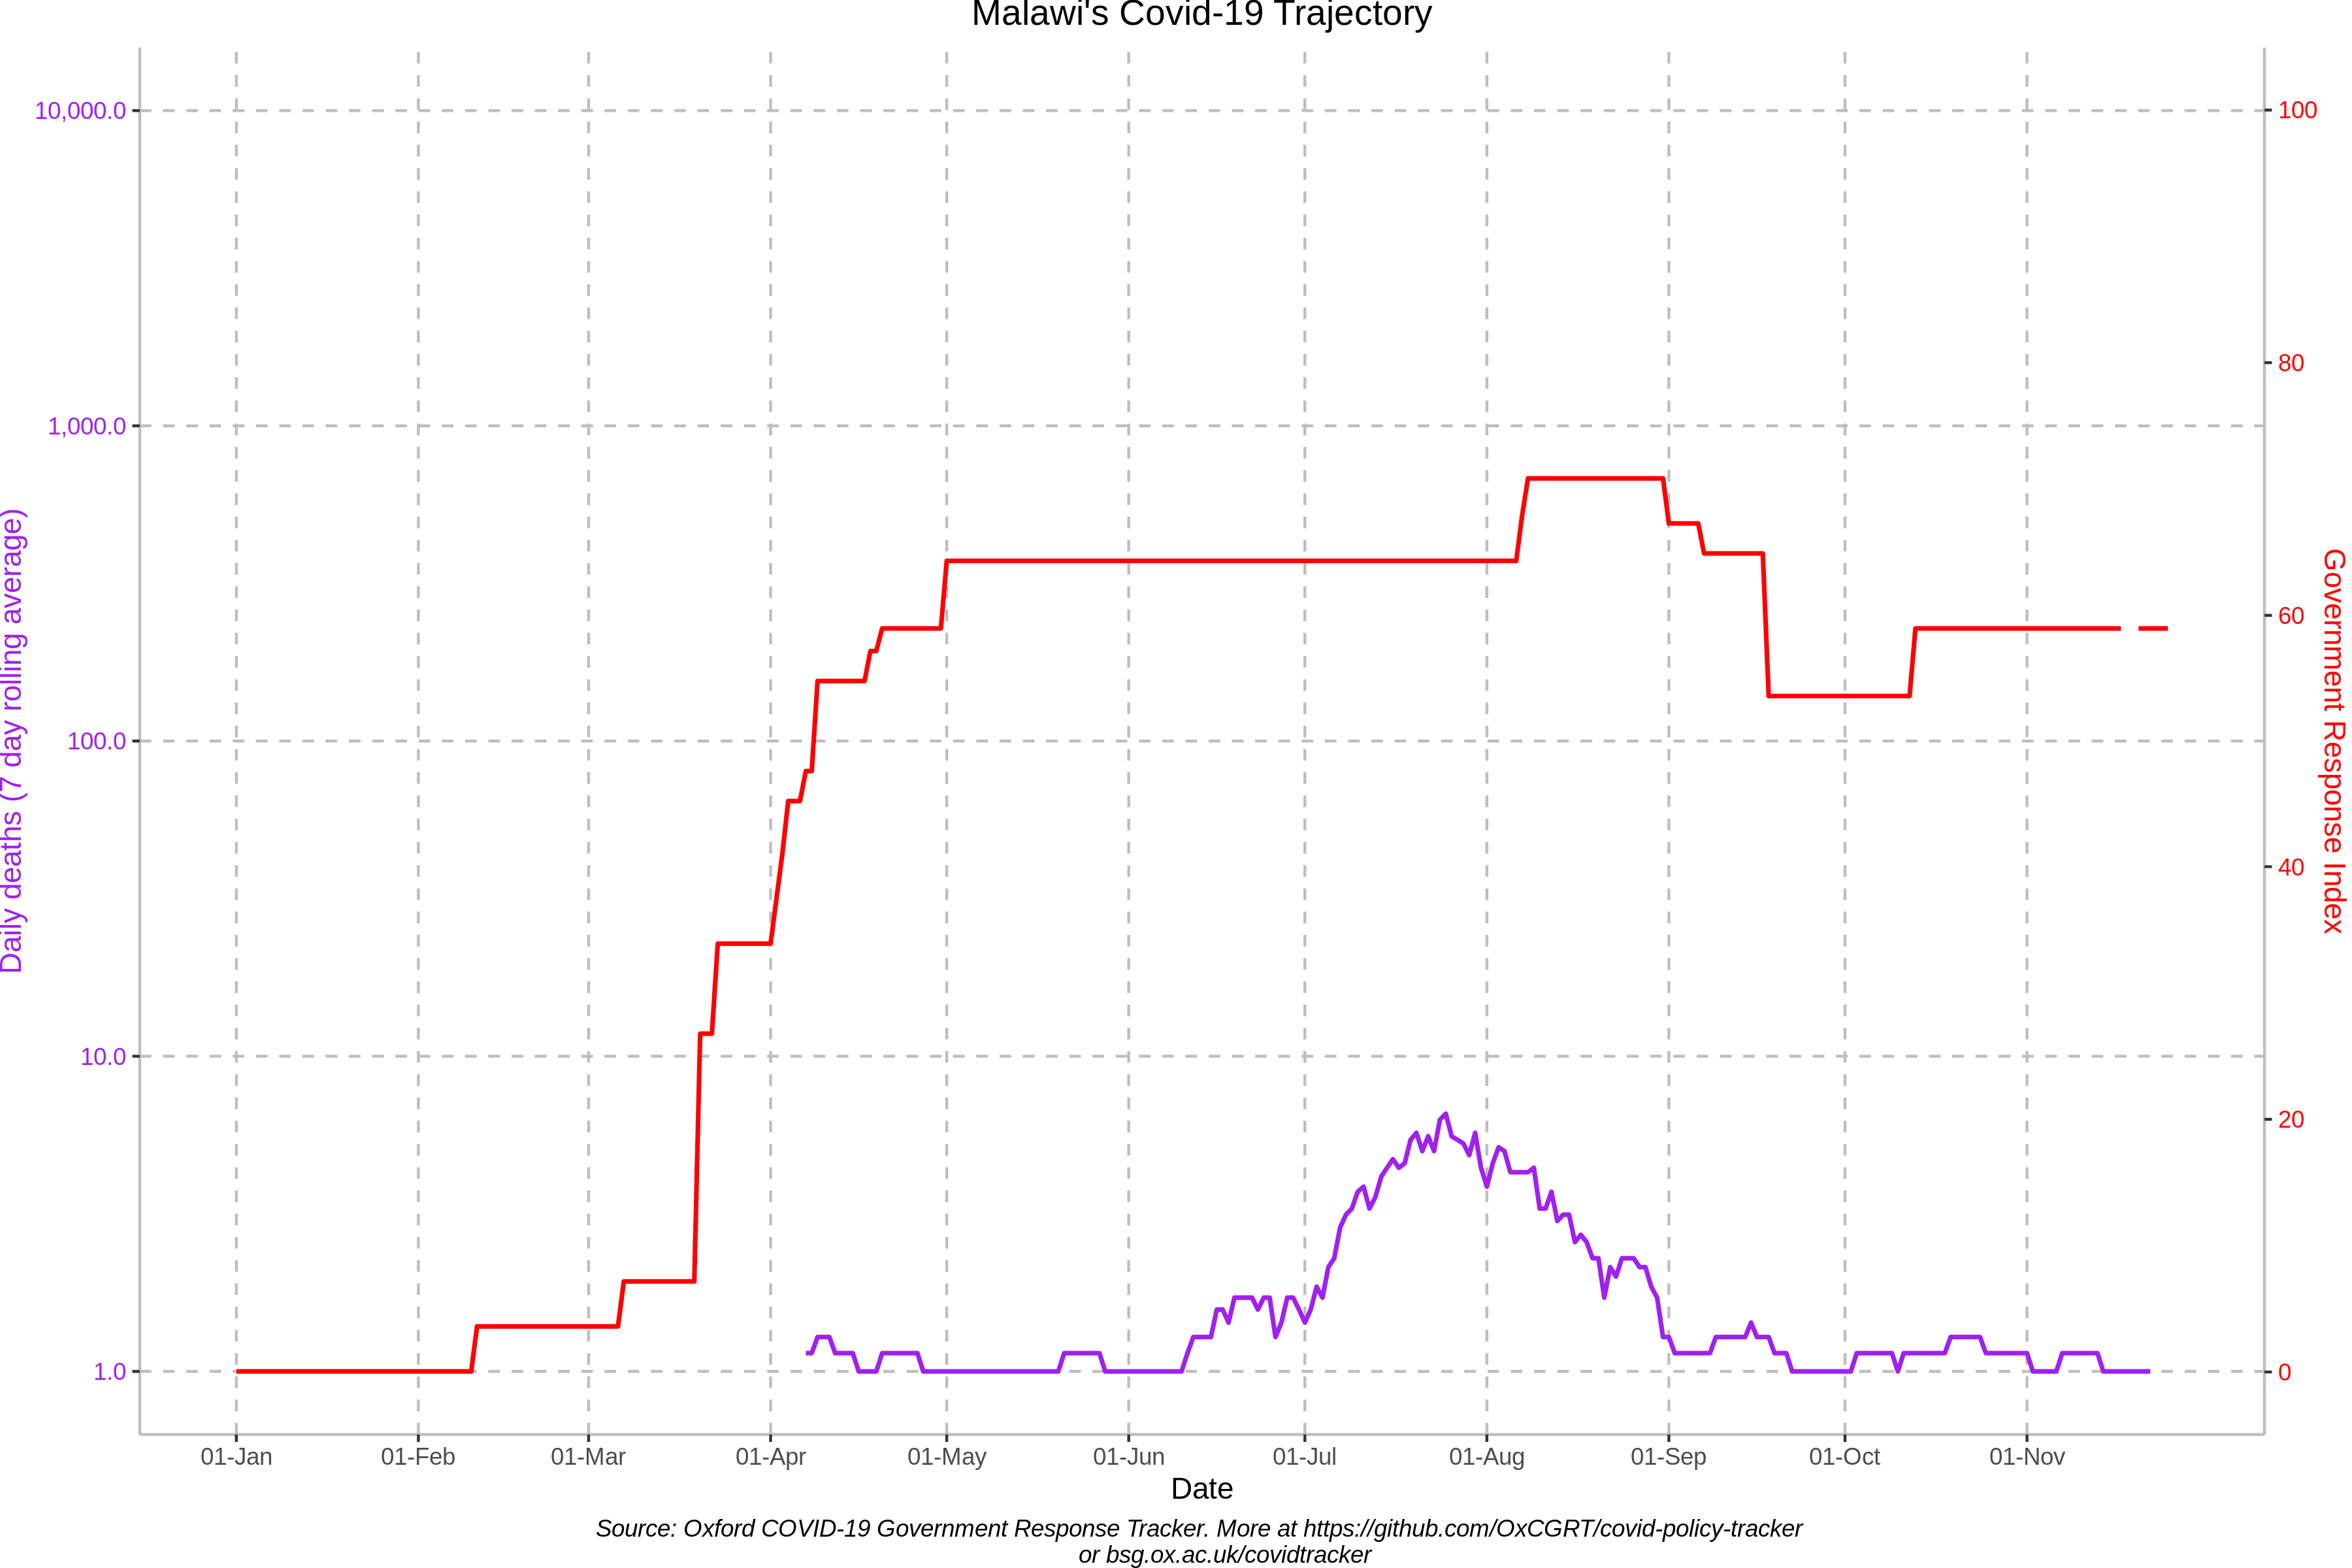 Malawi's Covid-19 Trajectory
10,000.0
1,000.0
100.0
10.0
1.0
Daily deaths (7 day rolling average)
100
80
60
40
20
0
Government Response Index
01-Jan 01-Feb 01-Mar 01-Apr 01-May 01-Jun 01-Jul 01-Aug 01-Sep 01-Oct 01-Nov
Date
Source: Oxford COVID-19 Government Response Tracker. More at https://github.com/OxCGRT/covid-policy-tracker
or bsg.ox.ac.uk/covidtracker